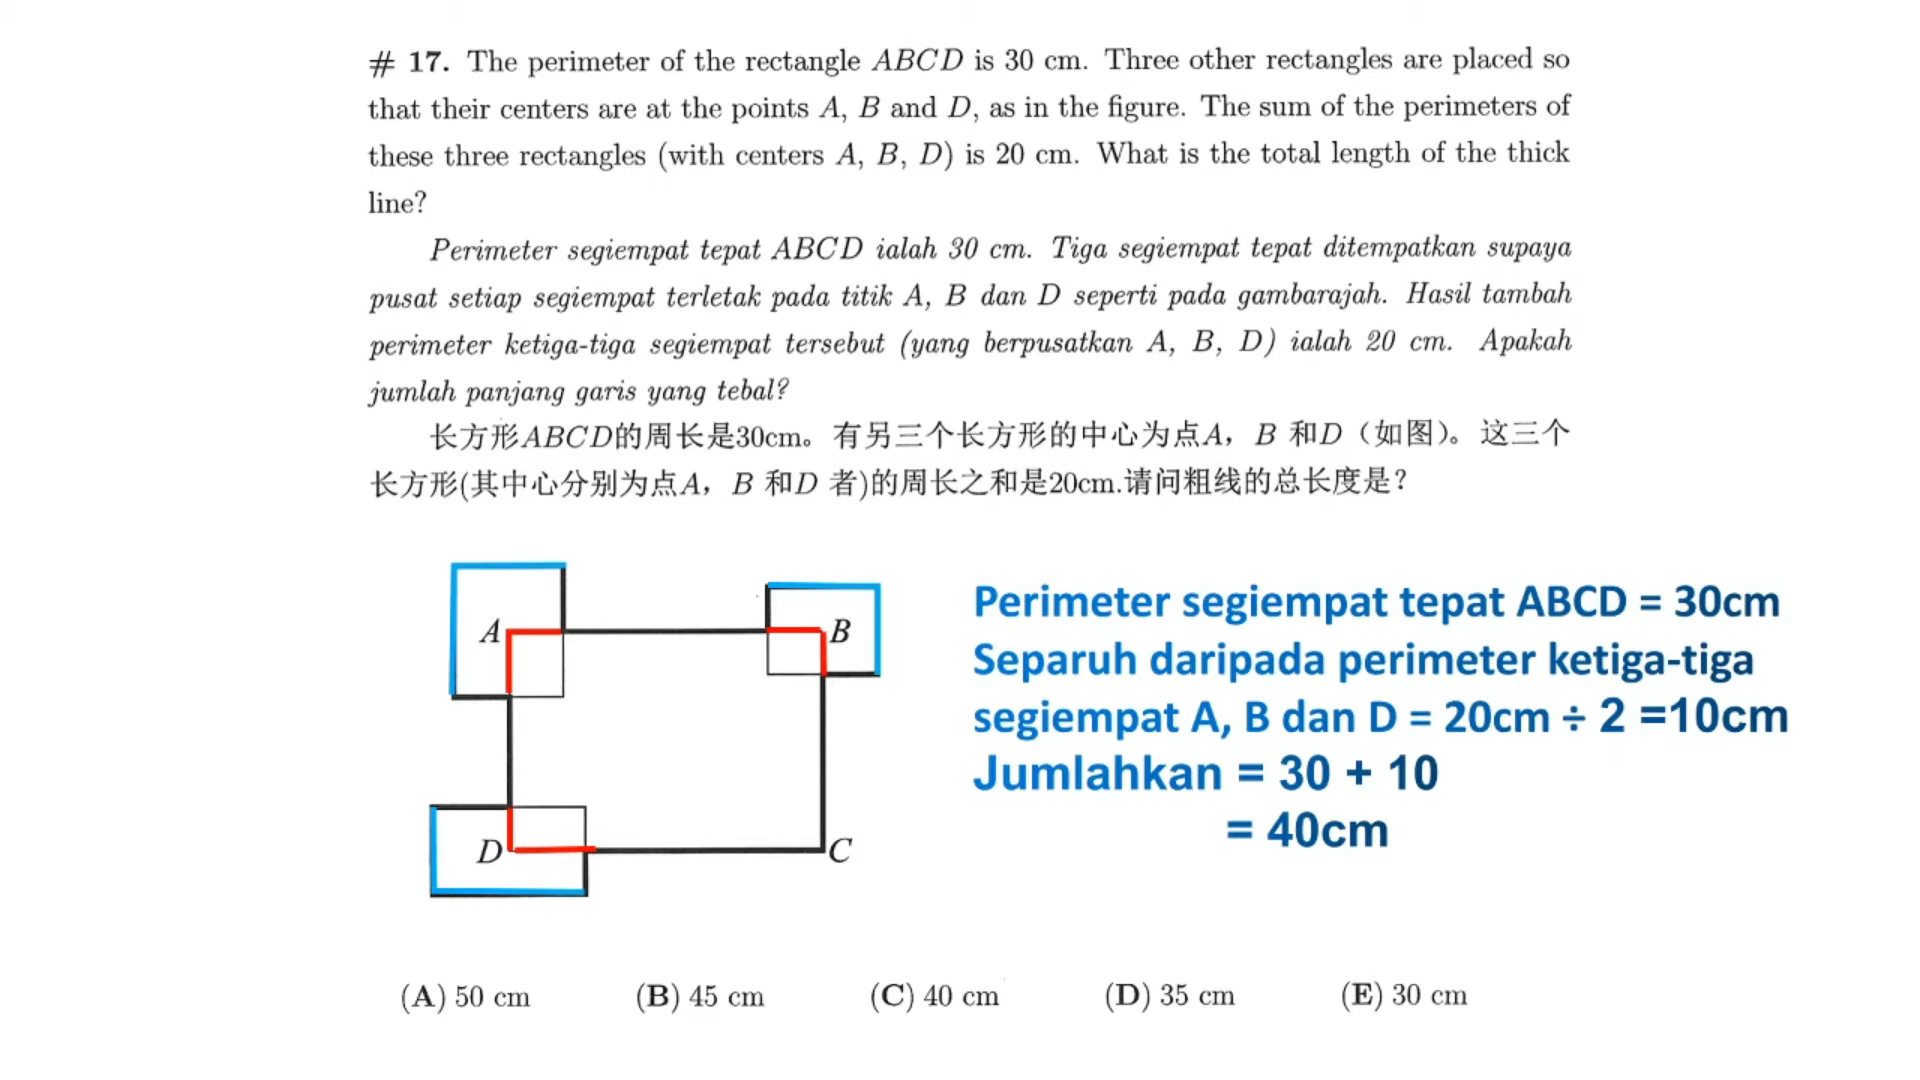 # 17. The perimeter of the rectangle ABCD is 30 cm. Three other rectangles are placed so
that their centers are at the points A, B and D, as in the figure. The sum of the perimeters of
these three rectangles (with centers A, B, D) is 20 cm. What is the total length of the thick
line?
Perimeter segiempat tepat ABCD ialah 30 cm. Tiga segiempat tepat ditempatkan supaya
pusat setiap segiempat terletak pada titik A, B dan D seperti pada gambarajah. Hasil tambah
perimeter ketiga-tiga segiempat tersebut (yang berpusatkan A, B, D) ialah 20 cm. Apakah
jumlah panjang garis yang tebal?
长方形ABCD的周长是30cm。有另三个长方形的中心为点A，B 和D（如图）。这三个
长方形(其中心分别为点A，B 和D 者)的周长之和是20cm.请问粗线的总长度是?
A
B
D
C
Perimeter segiempat tepat ABCD = 30cm
Separuh daripada perimeter ketiga-tiga
segiempat A, B dan D = 20cm ÷ 2 =10cm
Jumlahkan = 30 + 10
= 40cm
(A) 50 cm (B) 45 cm (C) 40 cm (D) 35 cm (E) 30 cm